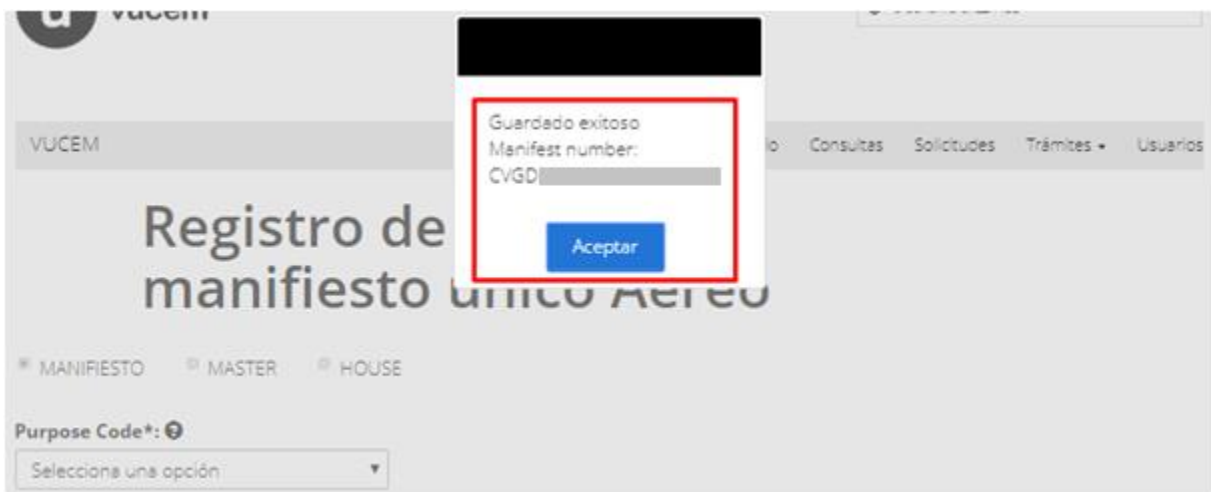 vucem
Guardado exitoso
Manifest number:
CVGD
Aceptar
VUCEM
Consultas Solicitudes Trámites Usuarios
Registro de
manifiesto único Aéreo
MANIFIESTO MASTER HOUSE
Purpose Code*:
Selecciona una opción